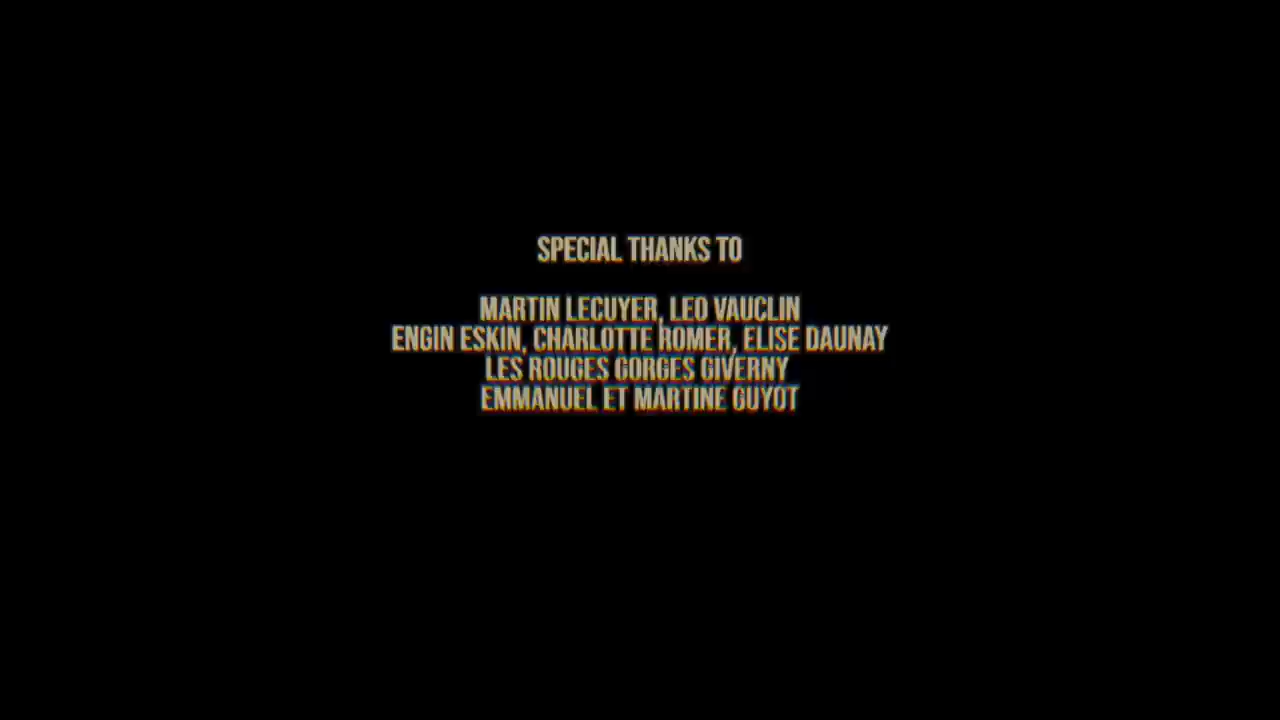 SPECIAL THANKS TO
MARTIN LECUYER, LEO VAUCLIN
ENGIN ESKIN, CHARLOTTE ROMER, ELISE DAUNAY
LES ROUGES GORGES GIVERNY
EMMANUEL ET MARTINE GUYOT